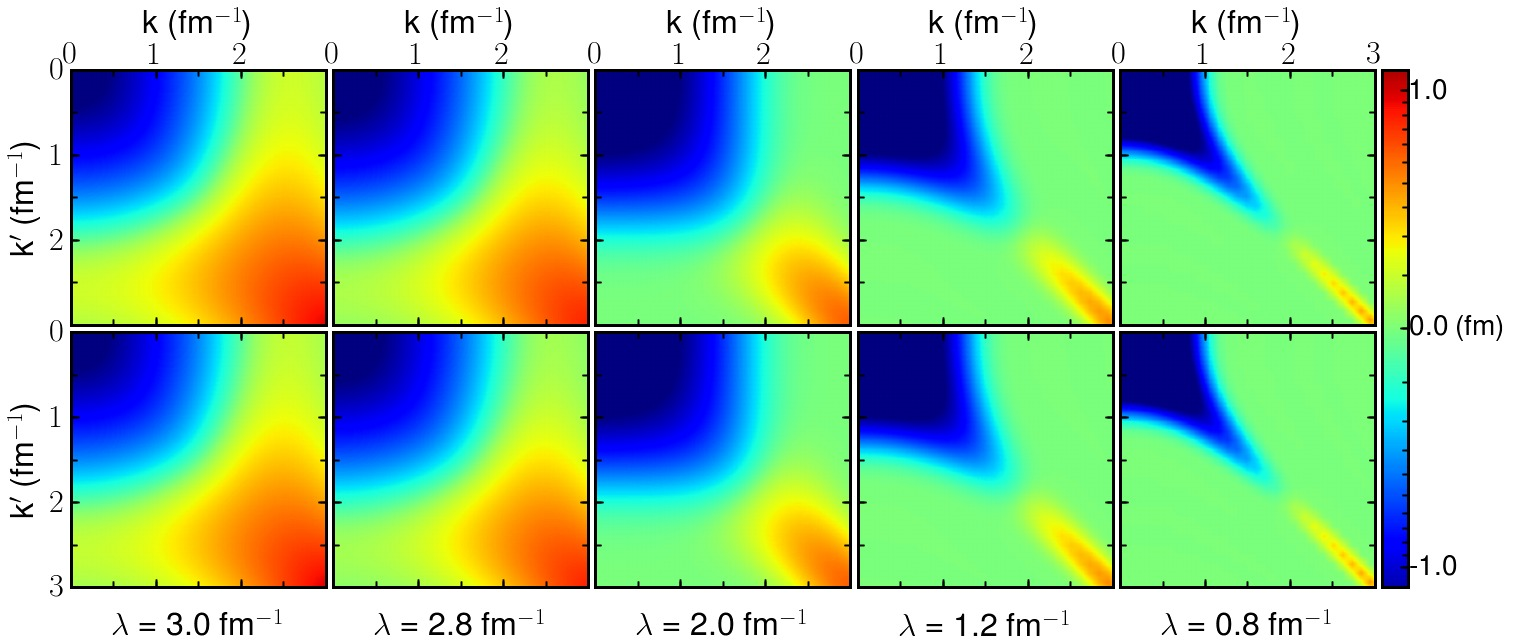 k (fm⁻¹) k (fm⁻¹) k (fm⁻¹) k (fm⁻¹) k (fm⁻¹)
0 1 2 0 1 2 0 1 2 0 1 2 0 1 2 3
0
1
2
k′ (fm⁻¹)
0
1
2
3
k′ (fm⁻¹)
1.0
0.0 (fm)
-1.0
λ = 3.0 fm⁻¹ λ = 2.8 fm⁻¹ λ = 2.0 fm⁻¹ λ = 1.2 fm⁻¹ λ = 0.8 fm⁻¹